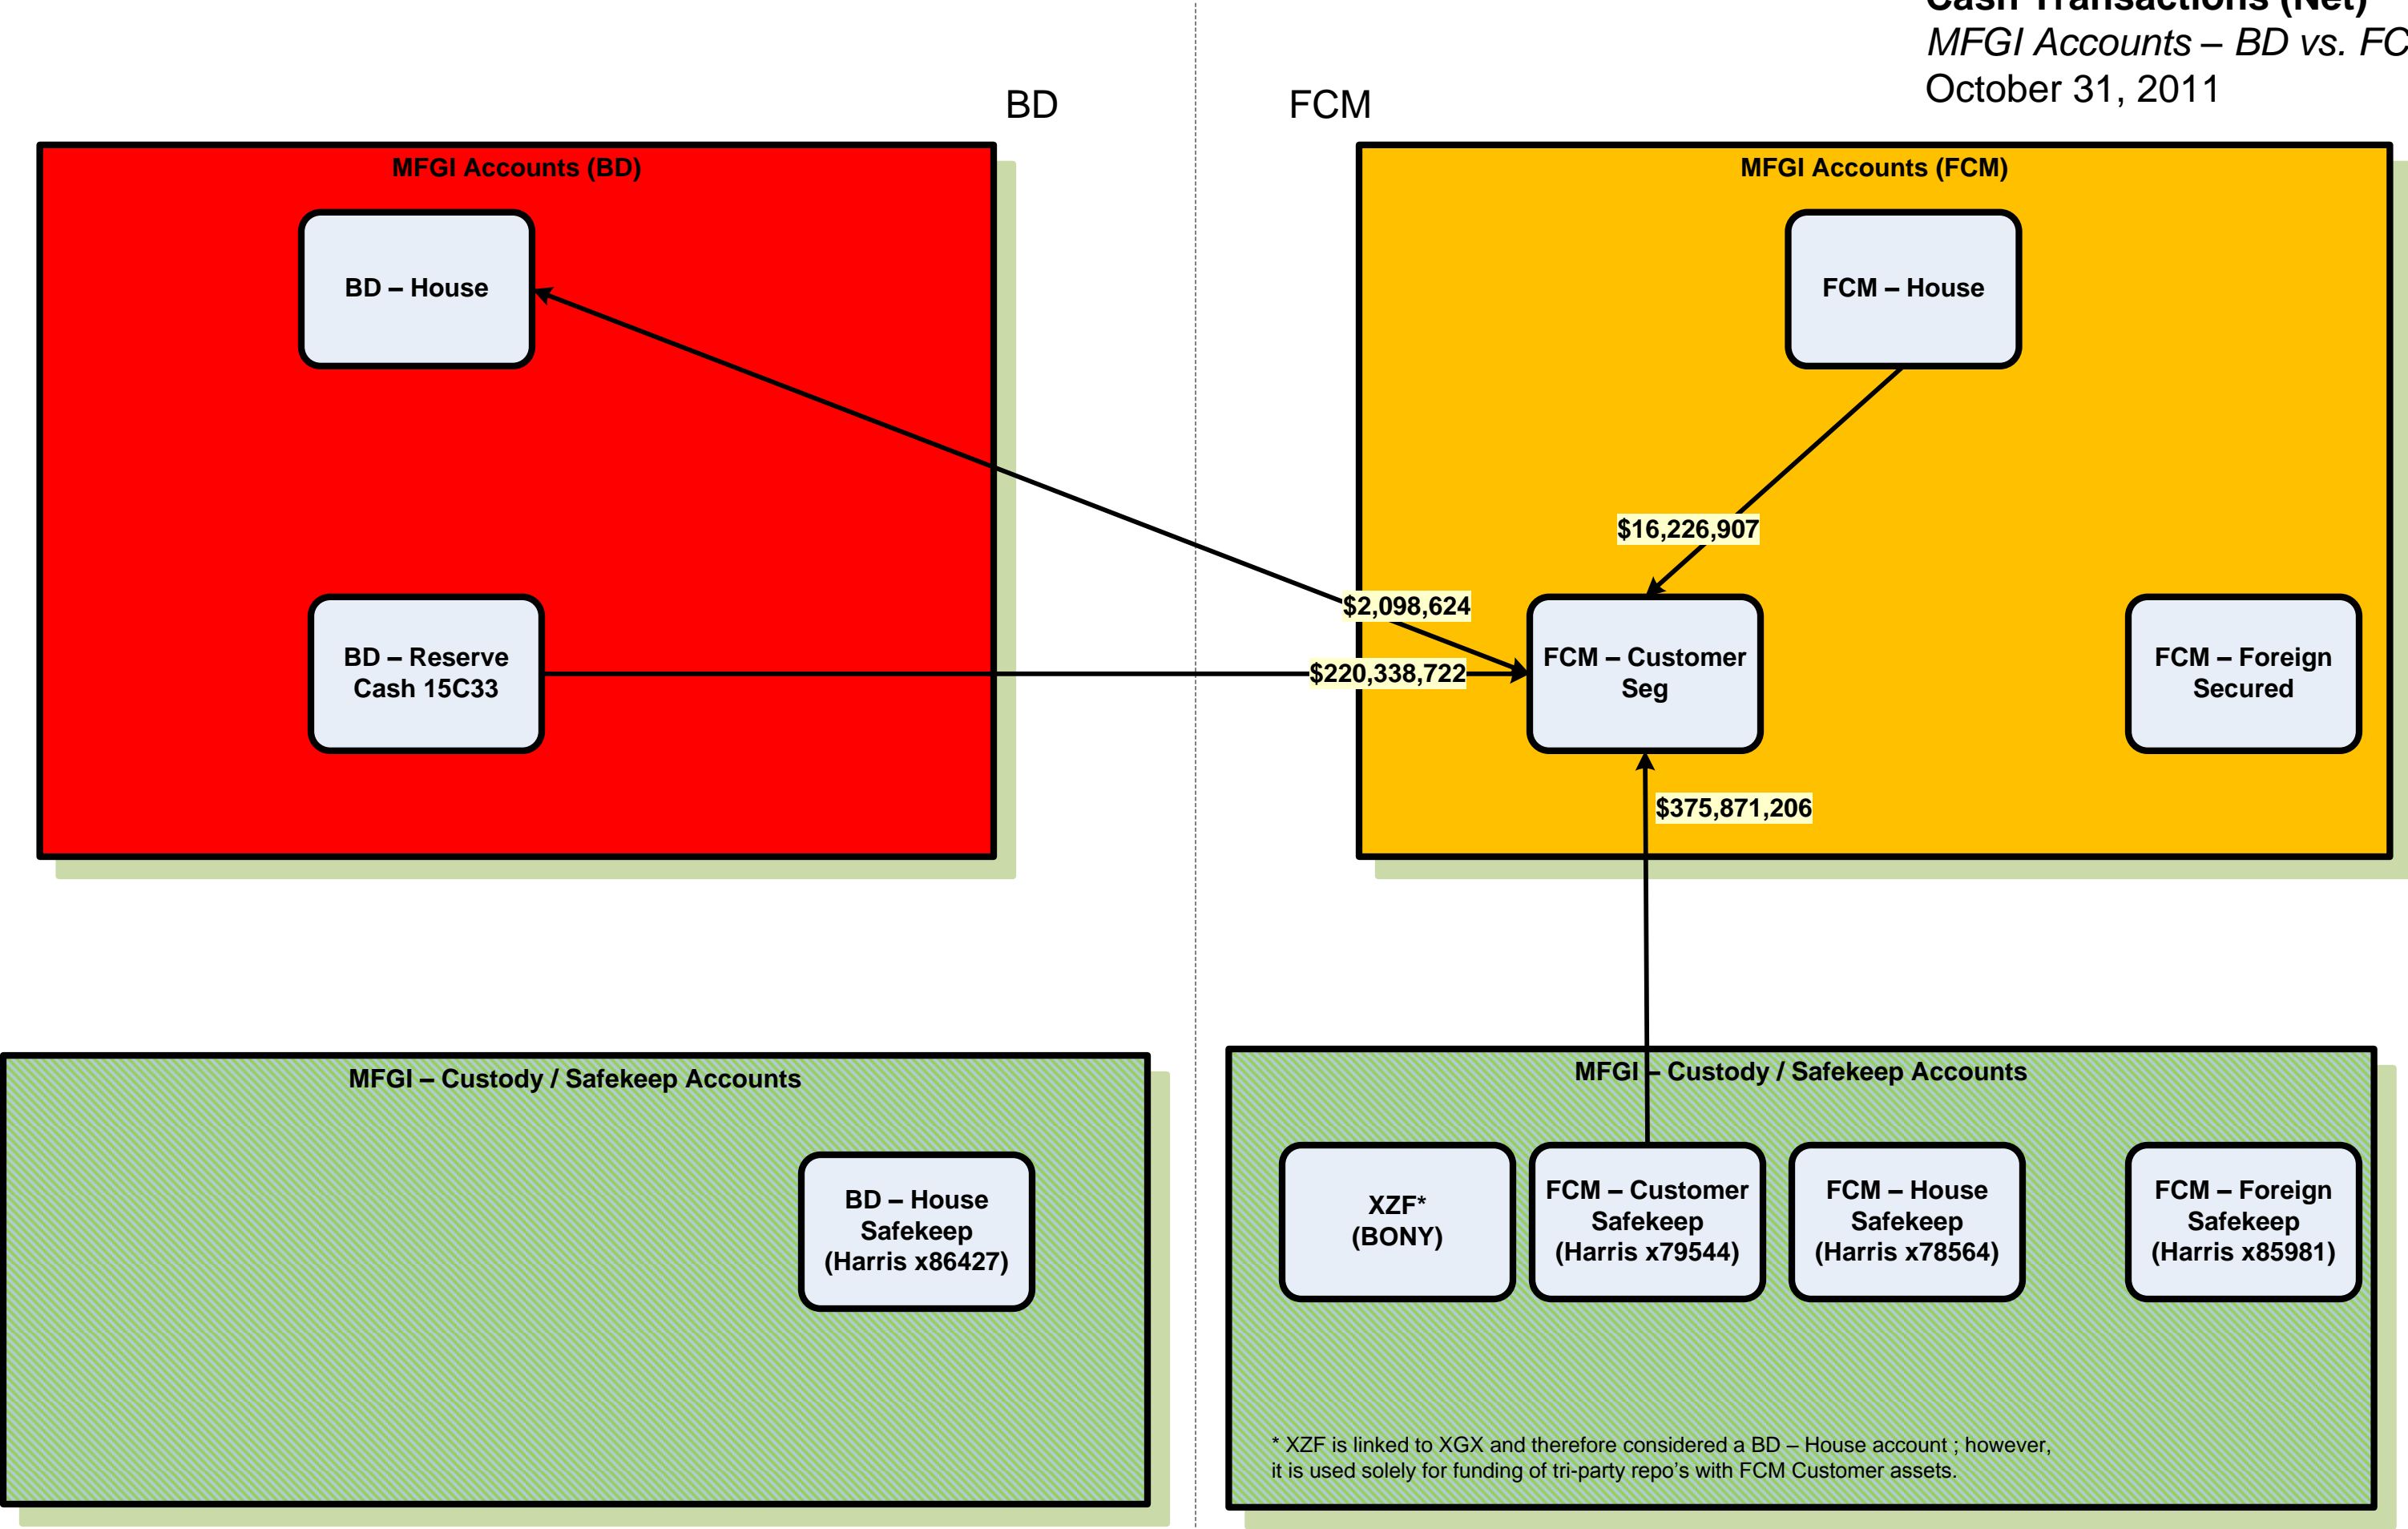 Cash Transactions (Net)
MFGI Accounts – BD vs. FC
October 31, 2011
BD
FCM
MFGI Accounts (BD)
BD – House
BD – Reserve
Cash 15C33
MFGI Accounts (FCM)
FCM – House
$16,226,907
$2,098,624
$220,338,722
FCM – Customer
Seg
FCM – Foreign
Secured
$375,871,206
MFGI – Custody / Safekeep Accounts
BD – House
Safekeep
(Harris x86427)
MFGI – Custody / Safekeep Accounts
XZF*
(BONY)
FCM – Customer
Safekeep
(Harris x79544)
FCM – House
Safekeep
(Harris x78564)
FCM – Foreign
Safekeep
(Harris x85981)
* XZF is linked to XGX and therefore considered a BD – House account ; however,
it is used solely for funding of tri-party repo’s with FCM Customer assets.